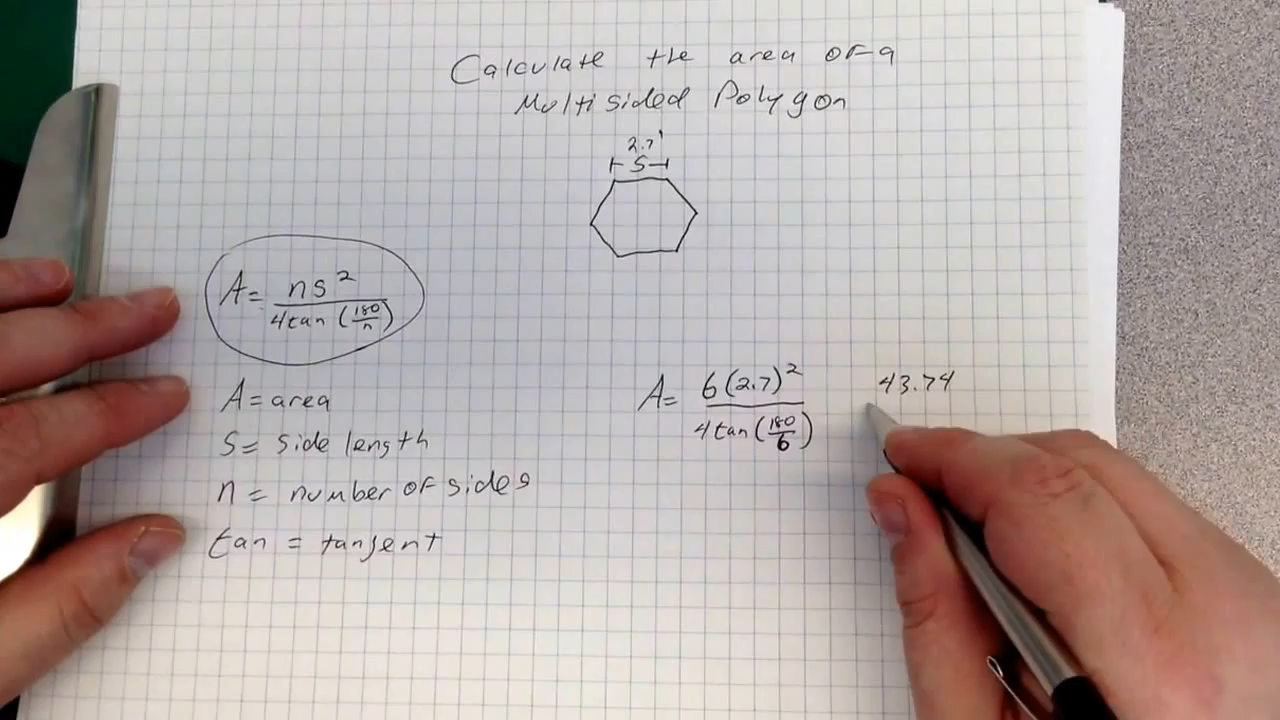 Calculate the area of a
Multisided Polygon
2.7'
S
A = ns²/4tan(180/n)
A = area
S = side length
n = number of sides
tan = tangent
A = 6(2.7)²/4tan(180/6)
43.74